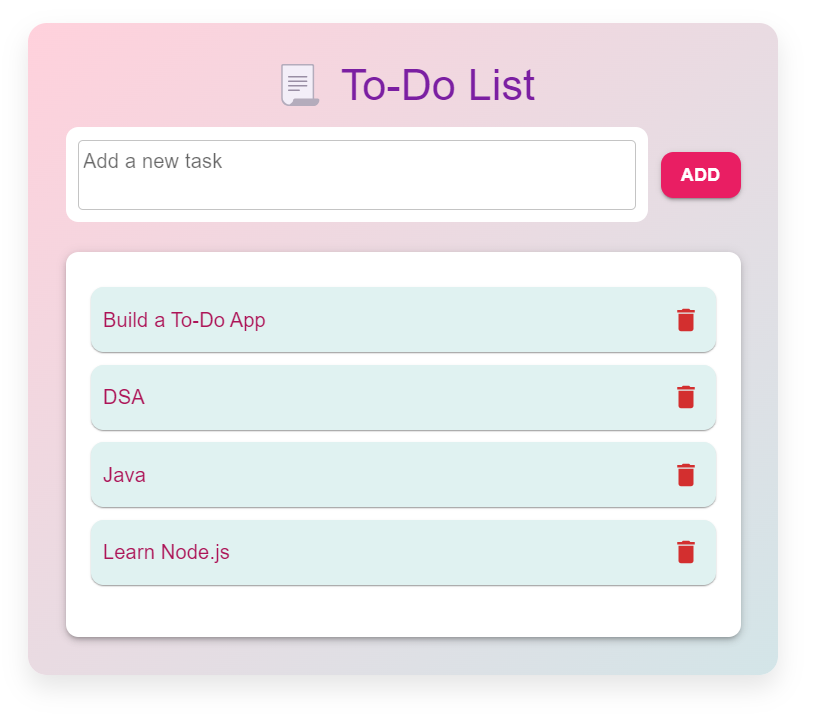 To-Do List
Add a new task
ADD
Build a To-Do App
DSA
Java
Learn Node.js